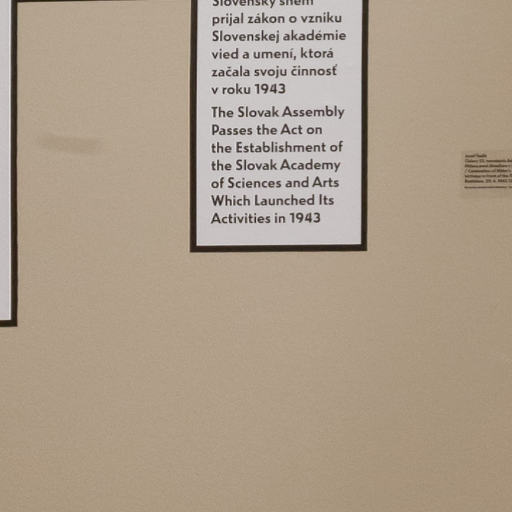 Slovenský snem
prijal zákon o vzniku
Slovenskej akadémie
vied a umení, ktorá
začala svoju činnosť
v roku 1943
The Slovak Assembly
Passes the Act on
the Establishment of
the Slovak Academy
of Sciences and Arts
Which Launched Its
Activities in 1943